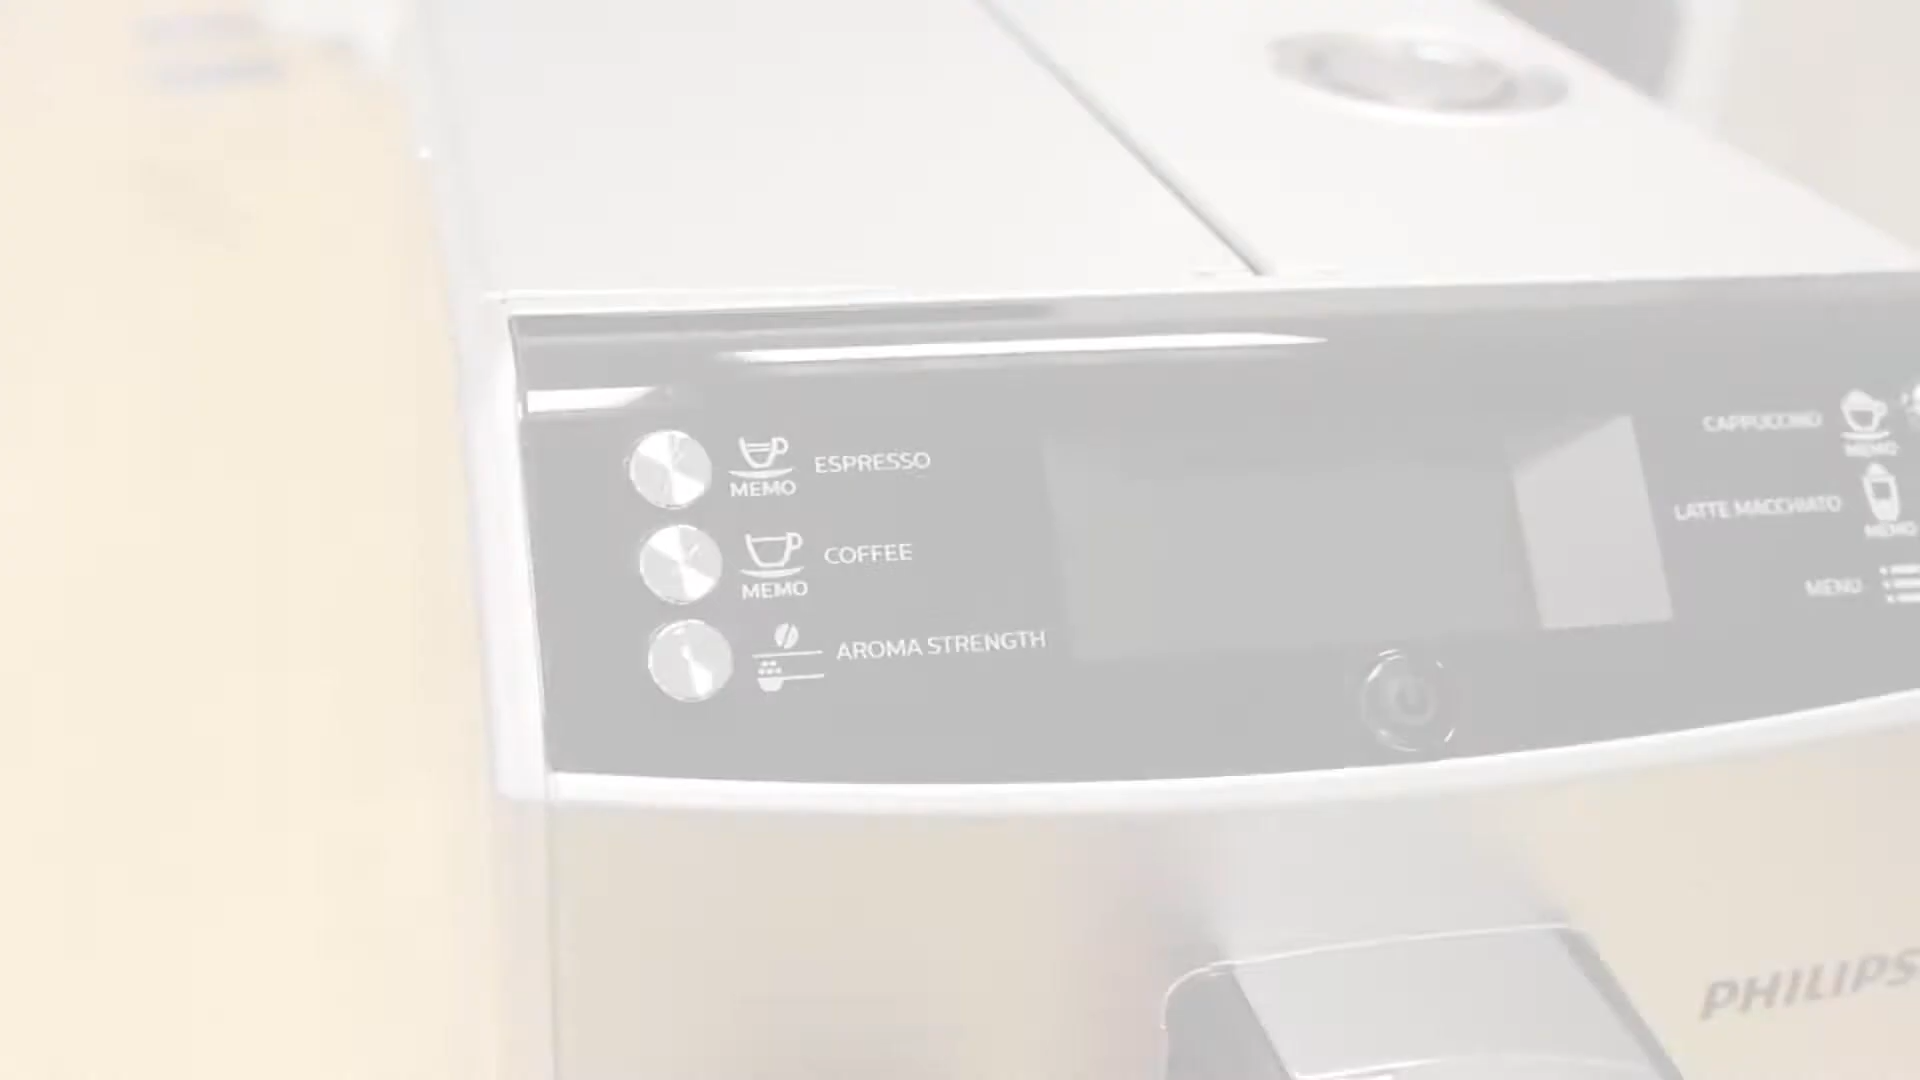 ESPRESSO
MEMO
COFFEE
MEMO
AROMA STRENGTH
CAPPUCCINO
MEMO
LATTE MACCHIATO
MEMO
MENU
PHILIPS